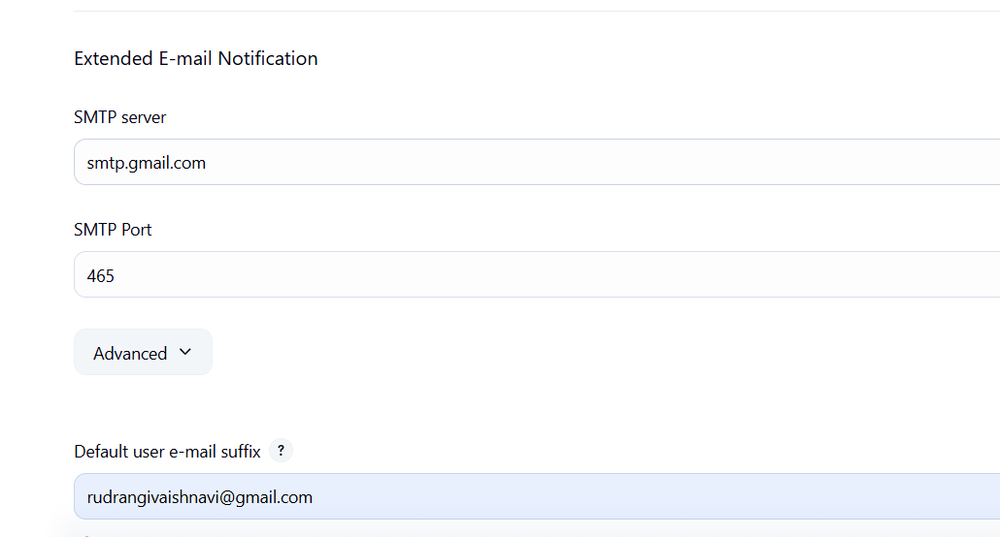 Extended E-mail Notification
SMTP server
smtp.gmail.com
SMTP Port
465
Advanced
Default user e-mail suffix ?
rudrangivaishnavi@gmail.com